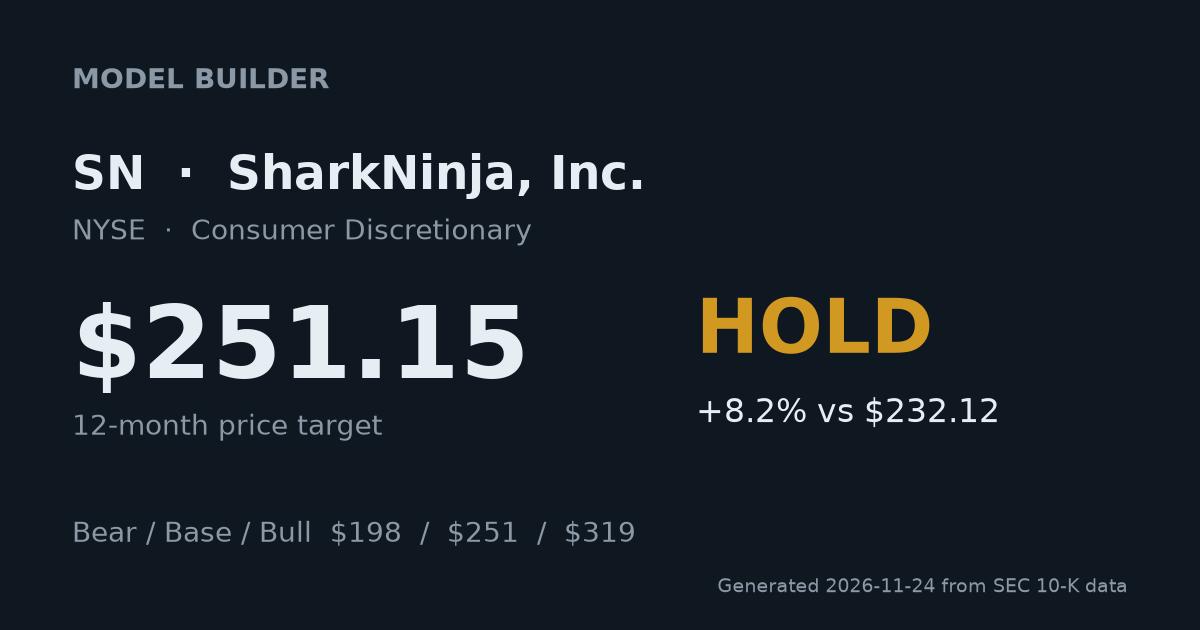 MODEL BUILDER
SN · SharkNinja, Inc.
NYSE · Consumer Discretionary
$251.15
HOLD
+8.2% vs $232.12
12-month price target
Bear / Base / Bull $198 / $251 / $319
Generated 2026-11-24 from SEC 10-K data